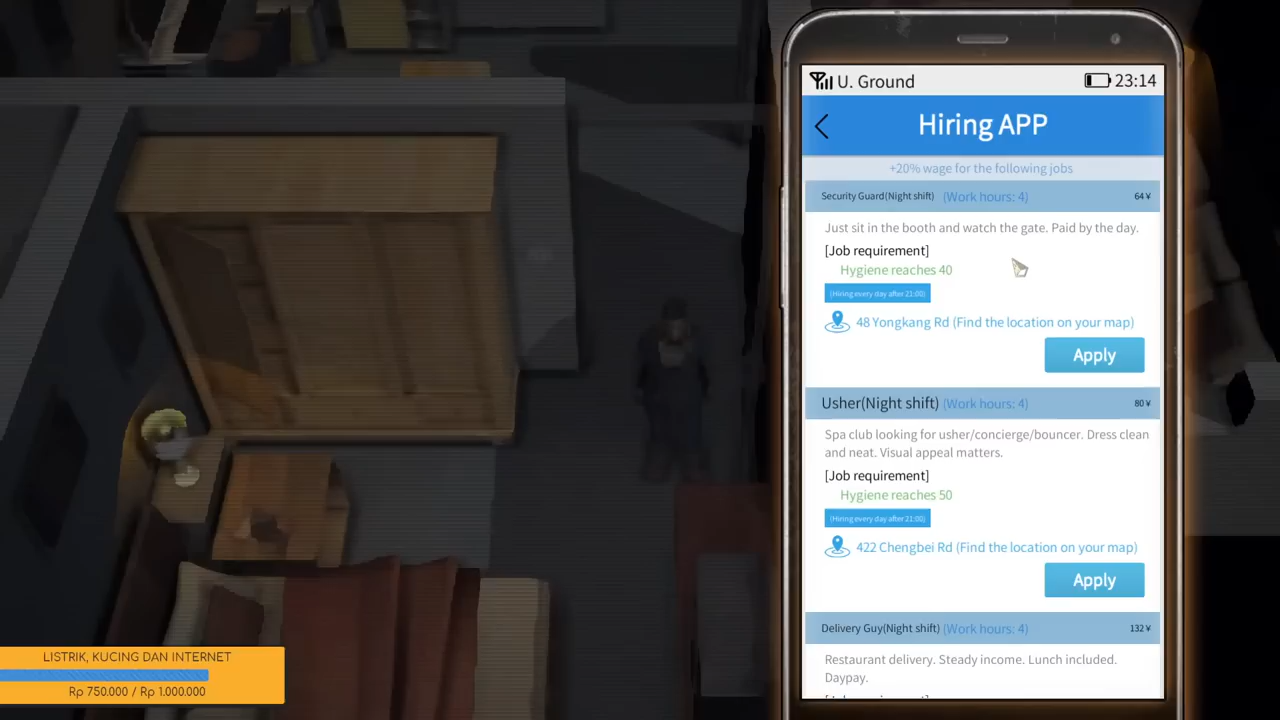 U. Ground
23:14
Hiring APP
+20% wage for the following jobs
Security Guard(Night shift) (Work hours: 4) 64 ¥
Just sit in the booth and watch the gate. Paid by the day.
[Job requirement]
Hygiene reaches 40
(Hiring every day after 21:00)
48 Yongkang Rd (Find the location on your map)
Apply
Usher(Night shift) (Work hours: 4) 80 ¥
Spa club looking for usher/concierge/bouncer. Dress clean
and neat. Visual appeal matters.
[Job requirement]
Hygiene reaches 50
(Hiring every day after 21:00)
422 Chengbei Rd (Find the location on your map)
Apply
Delivery Guy(Night shift) (Work hours: 4) 132 ¥
Restaurant delivery. Steady income. Lunch included.
Daypay.
[Job requirement]
LISTRIK, KUCING DAN INTERNET
Rp 750.000 / Rp 1.000.000